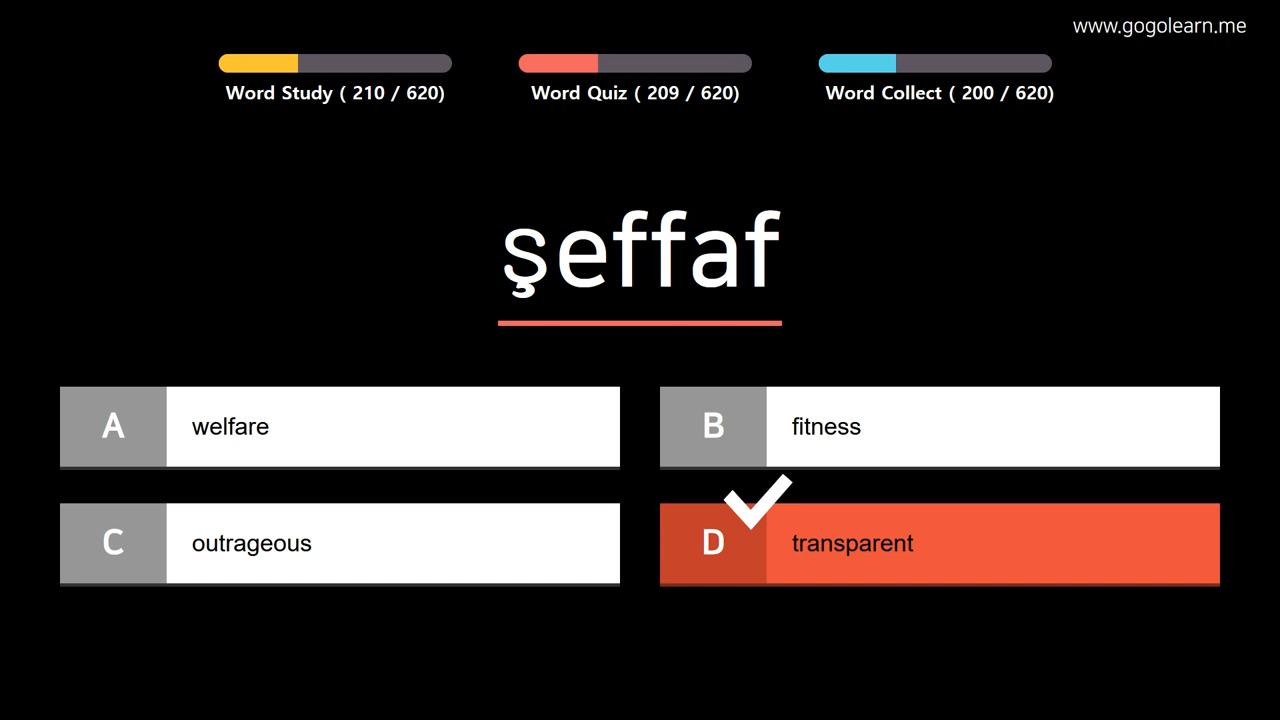 www.gogolearn.me
Word Study ( 210 / 620)
Word Quiz ( 209 / 620)
Word Collect ( 200 / 620)
şeffaf
A welfare
B fitness
C outrageous
D transparent